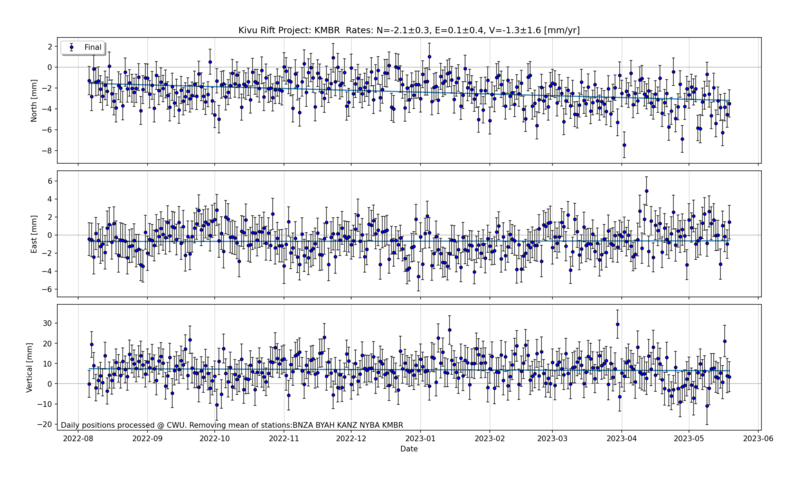 Kivu Rift Project: KMBR  Rates: N=-2.1±0.3, E=0.1±0.4, V=-1.3±1.6 [mm/yr]
Final
North [mm]
2
0
−2
−4
−6
−8
East [mm]
6
4
2
0
−2
−4
−6
Vertical [mm]
30
20
10
0
−10
−20
Daily positions processed @ CWU. Removing mean of stations:BNZA BYAH KANZ NYBA KMBR
2022-08 2022-09 2022-10 2022-11 2022-12 2023-01 2023-02 2023-03 2023-04 2023-05 2023-06
Date